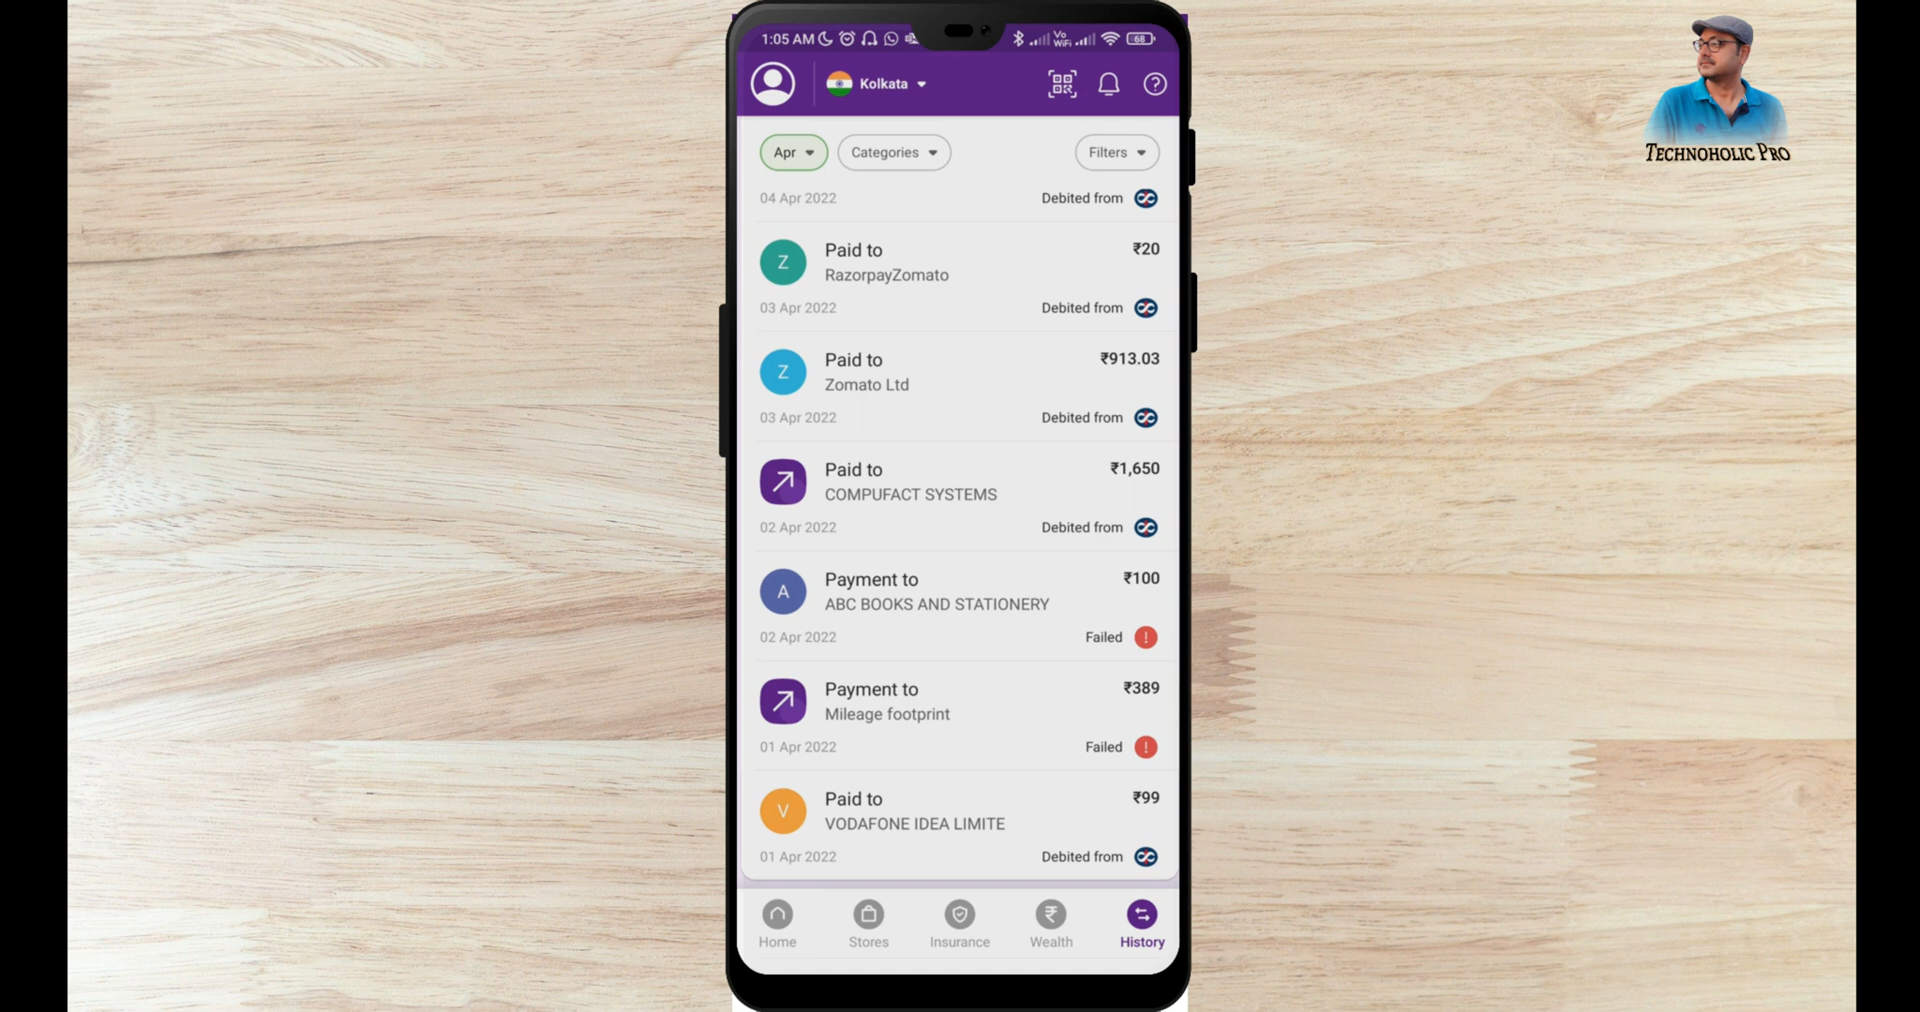 1:05 AM
Vo
WiFi
68
Kolkata
TECHNOHOLIC PRO
Apr
Categories
Filters
04 Apr 2022
Debited from
Z
Paid to
₹20
RazorpayZomato
03 Apr 2022
Debited from
Z
Paid to
₹913.03
Zomato Ltd
03 Apr 2022
Debited from
Paid to
₹1,650
COMPUFACT SYSTEMS
02 Apr 2022
Debited from
A
Payment to
₹100
ABC BOOKS AND STATIONERY
02 Apr 2022
Failed
Payment to
₹389
Mileage footprint
01 Apr 2022
Failed
V
Paid to
₹99
VODAFONE IDEA LIMITE
01 Apr 2022
Debited from
Home
Stores
Insurance
Wealth
History